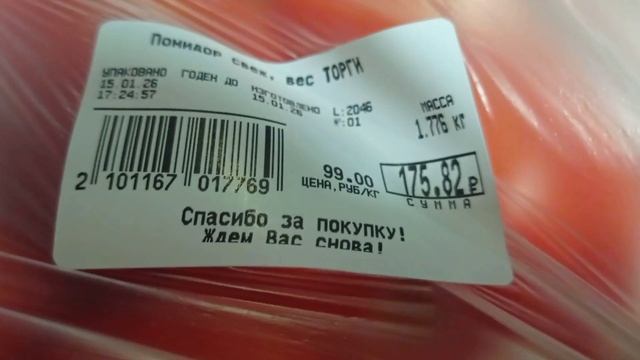 Помидор свеж, вес ТОРГИ
УПАКОВАНО ГОДЕН ДО ИЗГОТОВЛЕНО
15.01.26 15.01.26
17:24:57
L:2046
№:01
МАССА
1.776 КГ
2 101167 017769
99.00
ЦЕНА,РУБ/КГ
175.82₽
СУММА
Спасибо за покупку!
Ждем Вас снова!